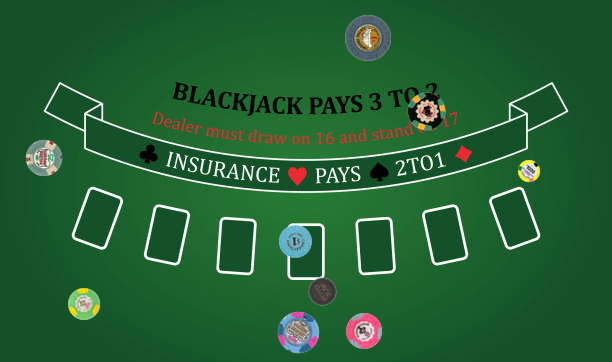 BLACKJACK PAYS 3 TO 2
Dealer must draw on 16 and stand 17
INSURANCE PAYS 2TO1